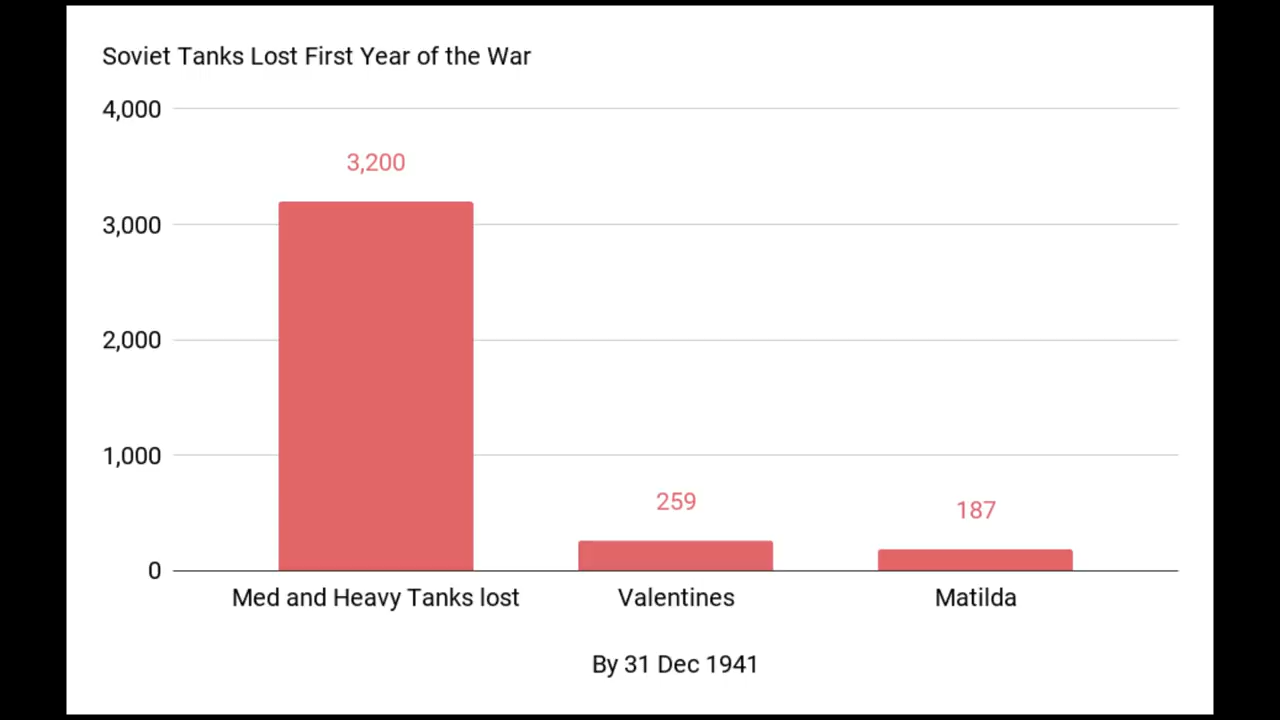 Soviet Tanks Lost First Year of the War
4,000
3,200
3,000
2,000
1,000
259
187
0
Med and Heavy Tanks lost
Valentines
Matilda
By 31 Dec 1941